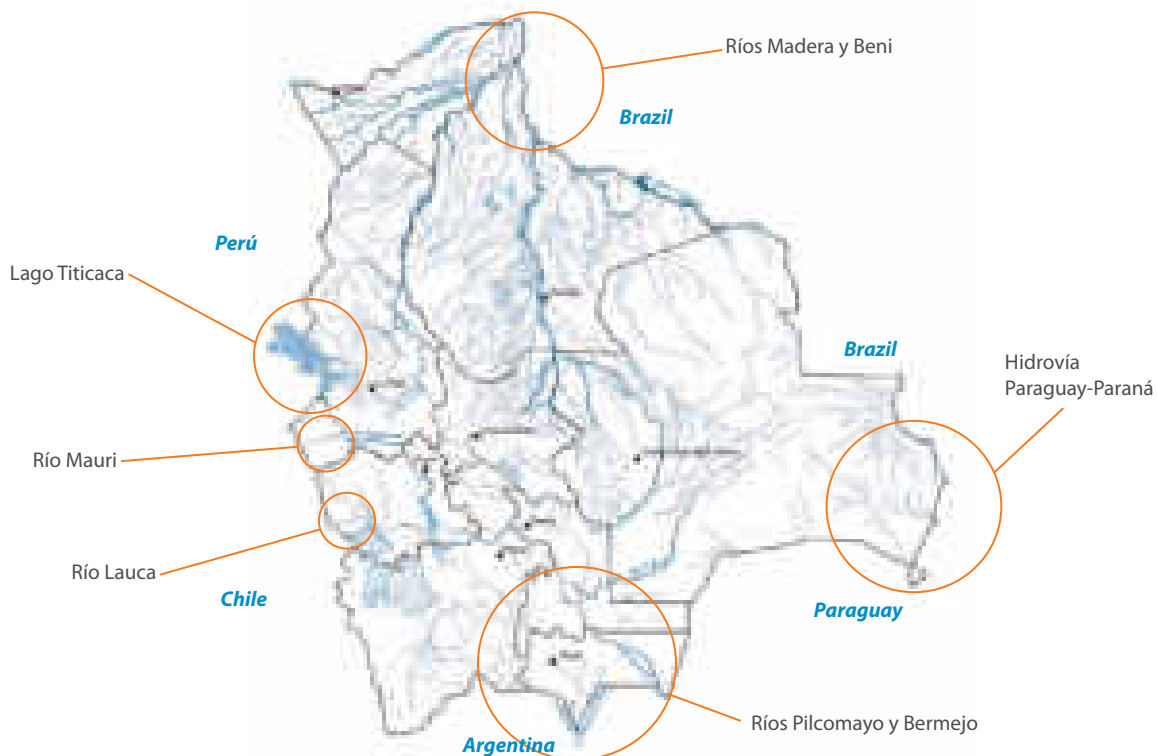 Ríos Madera y Beni
Brazil
Perú
Lago Titicaca
Brazil
Hidrovía
Paraguay-Paraná
Río Mauri
Río Lauca
Chile
Paraguay
Ríos Pilcomayo y Bermejo
Argentina